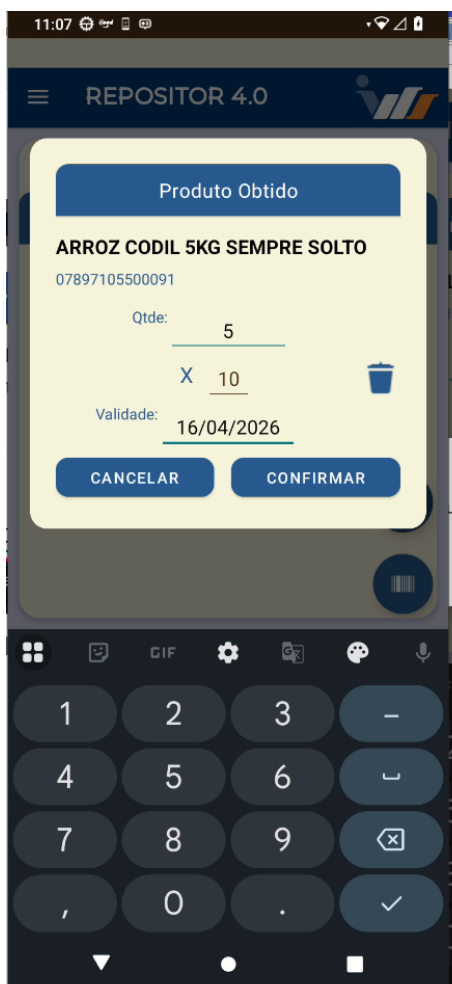 11:07
REPOSITOR 4.0
Produto Obtido
ARROZ CODIL 5KG SEMPRE SOLTO
07897105500091
Qtde: 5
X 10
Validade: 16/04/2026
CANCELAR CONFIRMAR
GIF
1 2 3 –
4 5 6
7 8 9
, 0 .